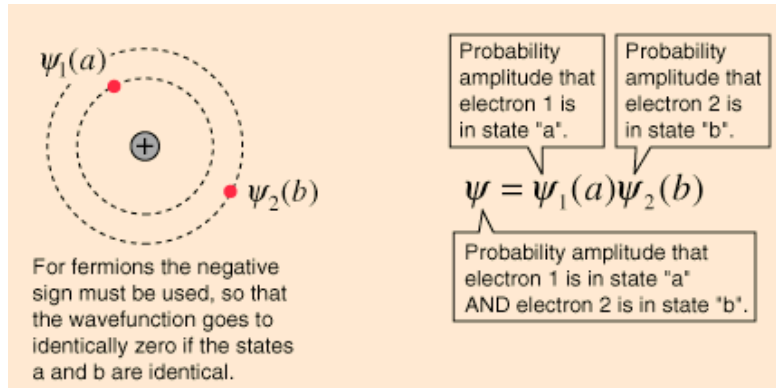 ψ₁(a)
+
ψ₂(b)
For fermions the negative
sign must be used, so that
the wavefunction goes to
identically zero if the states
a and b are identical.
Probability
amplitude that
electron 1 is
in state "a".
Probability
amplitude that
electron 2 is
in state "b".
ψ = ψ₁(a)ψ₂(b)
Probability amplitude that
electron 1 is in state "a"
AND electron 2 is in state "b".